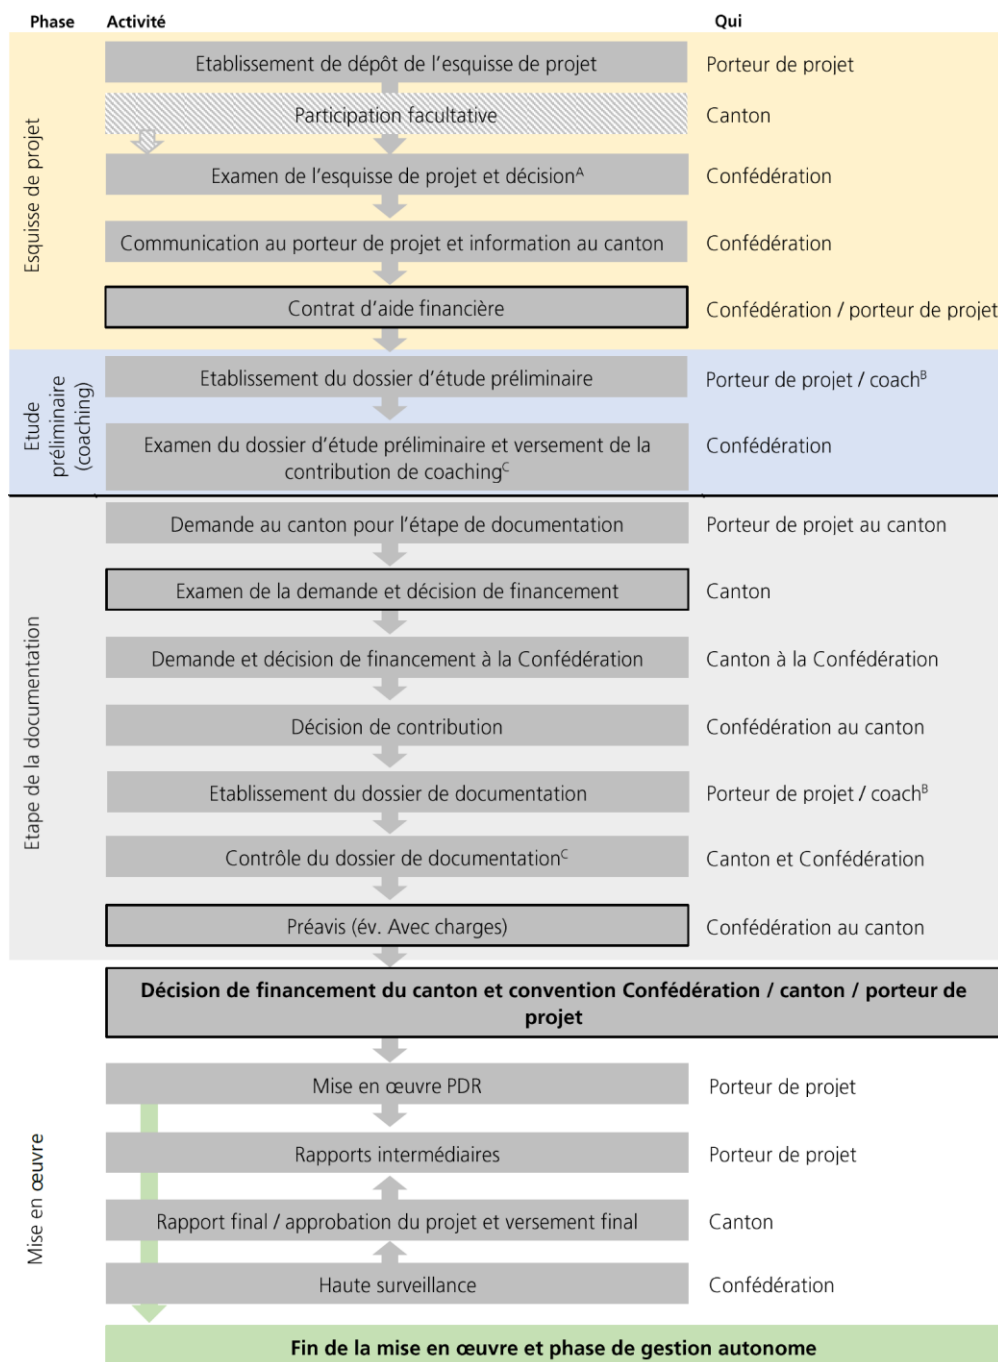 Phase Activité Qui
Esquisse de projet
Etablissement de dépôt de l'esquisse de projet Porteur de projet
Participation facultative Canton
Examen de l'esquisse de projet et décisionᴬ Confédération
Communication au porteur de projet et information au canton Confédération
Contrat d'aide financière Confédération / porteur de projet
Etude
préliminaire
(coaching)
Etablissement du dossier d'étude préliminaire Porteur de projet / coachᴮ
Examen du dossier d'étude préliminaire et versement de la
contribution de coachingᶜ
Confédération
Etape de la documentation
Demande au canton pour l'étape de documentation Porteur de projet au canton
Examen de la demande et décision de financement Canton
Demande et décision de financement à la Confédération Canton à la Confédération
Décision de contribution Confédération au canton
Etablissement du dossier de documentation Porteur de projet / coachᴮ
Contrôle du dossier de documentationᶜ Canton et Confédération
Préavis (év. Avec charges) Confédération au canton
Décision de financement du canton et convention Confédération / canton / porteur de
projet
Mise en œuvre
Mise en œuvre PDR Porteur de projet
Rapports intermédiaires Porteur de projet
Rapport final / approbation du projet et versement final Canton
Haute surveillance Confédération
Fin de la mise en œuvre et phase de gestion autonome